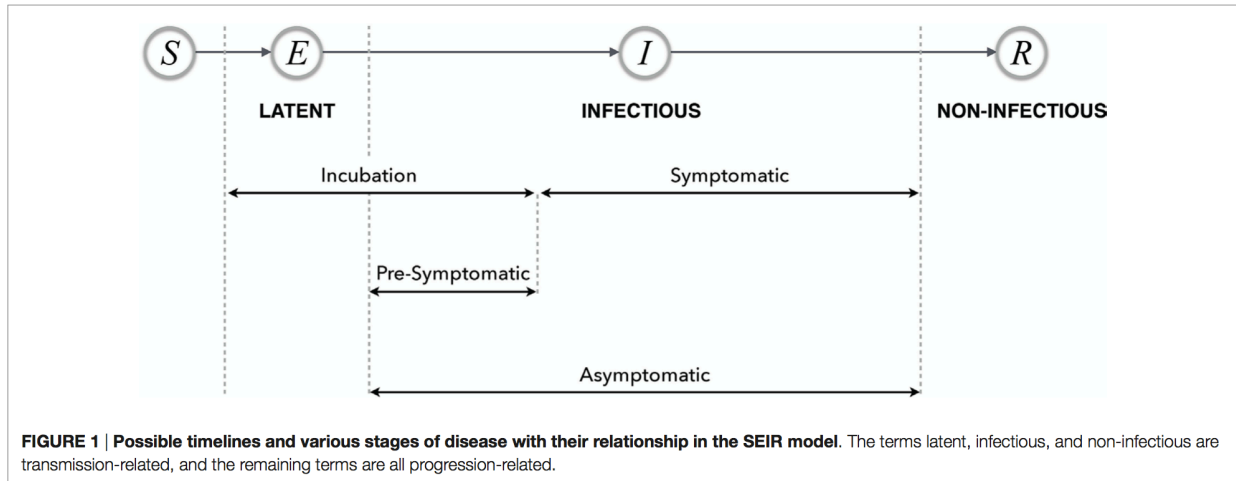 S E I R
LATENT INFECTIOUS NON-INFECTIOUS
Incubation Symptomatic
Pre-Symptomatic
Asymptomatic
FIGURE 1 | Possible timelines and various stages of disease with their relationship in the SEIR model. The terms latent, infectious, and non-infectious are
transmission-related, and the remaining terms are all progression-related.